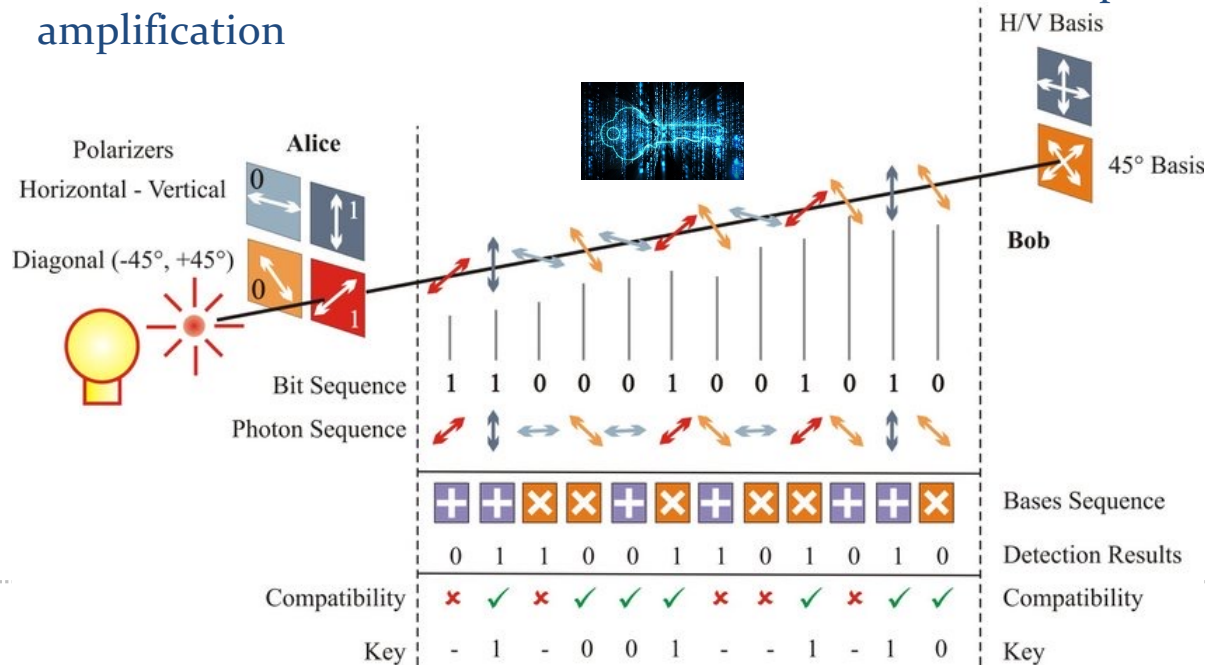 amplification
H/V Basis
Polarizers
Alice
Horizontal - Vertical
0
1
45° Basis
Bob
Diagonal (-45°, +45°)
0
1
Bit Sequence 1 1 0 0 0 1 0 0 1 0 1 0
Photon Sequence
Bases Sequence
0 1 1 0 0 1 1 0 1 0 1 0 Detection Results
Compatibility ✗ ✓ ✗ ✓ ✓ ✓ ✗ ✗ ✓ ✗ ✓ ✓ Compatibility
Key - 1 - 0 0 1 - - 1 - 1 0 Key